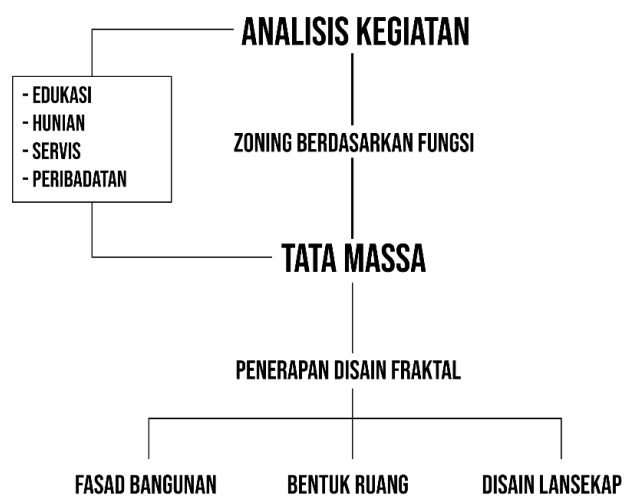 ANALISIS KEGIATAN
- EDUKASI
- HUNIAN
- SERVIS
- PERIBADATAN
ZONING BERDASARKAN FUNGSI
TATA MASSA
PENERAPAN DISAIN FRAKTAL
FASAD BANGUNAN
BENTUK RUANG
DISAIN LANSEKAP